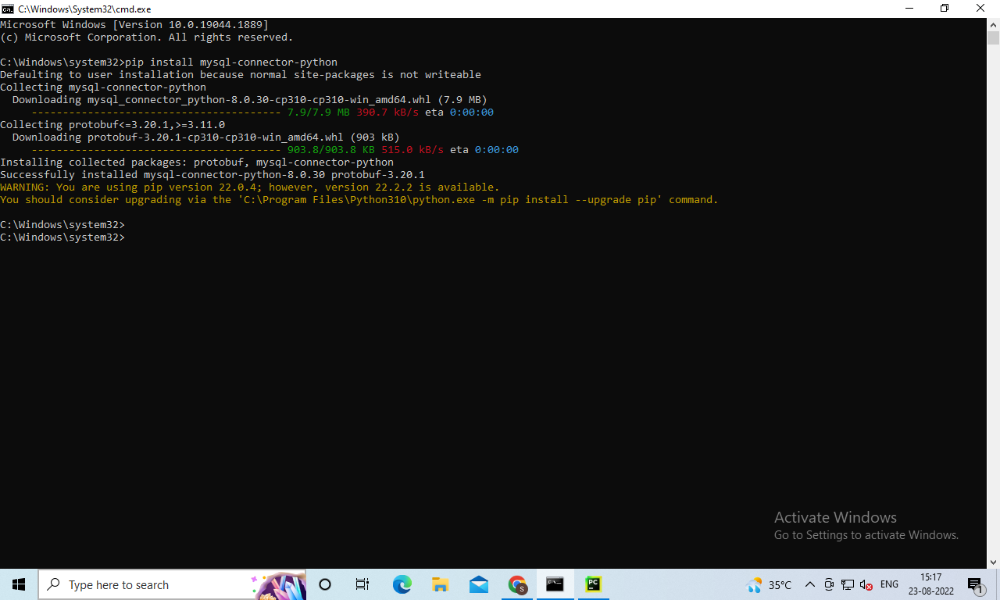 C:\Windows\System32\cmd.exe
Microsoft Windows [Version 10.0.19044.1889]
(c) Microsoft Corporation. All rights reserved.
C:\Windows\system32>pip install mysql-connector-python
Defaulting to user installation because normal site-packages is not writeable
Collecting mysql-connector-python
  Downloading mysql_connector_python-8.0.30-cp310-cp310-win_amd64.whl (7.9 MB)
     ---------------------------------------- 7.9/7.9 MB 390.7 kB/s eta 0:00:00
Collecting protobuf<=3.20.1,>=3.11.0
  Downloading protobuf-3.20.1-cp310-cp310-win_amd64.whl (903 kB)
     ---------------------------------------- 903.8/903.8 KB 515.0 kB/s eta 0:00:00
Installing collected packages: protobuf, mysql-connector-python
Successfully installed mysql-connector-python-8.0.30 protobuf-3.20.1
WARNING: You are using pip version 22.0.4; however, version 22.2.2 is available.
You should consider upgrading via the 'C:\Program Files\Python310\python.exe -m pip install --upgrade pip' command.
C:\Windows\system32>
C:\Windows\system32>
Activate Windows
Go to Settings to activate Windows.
Type here to search
S
PC
35°C
ENG
15:17
23-08-2022
1